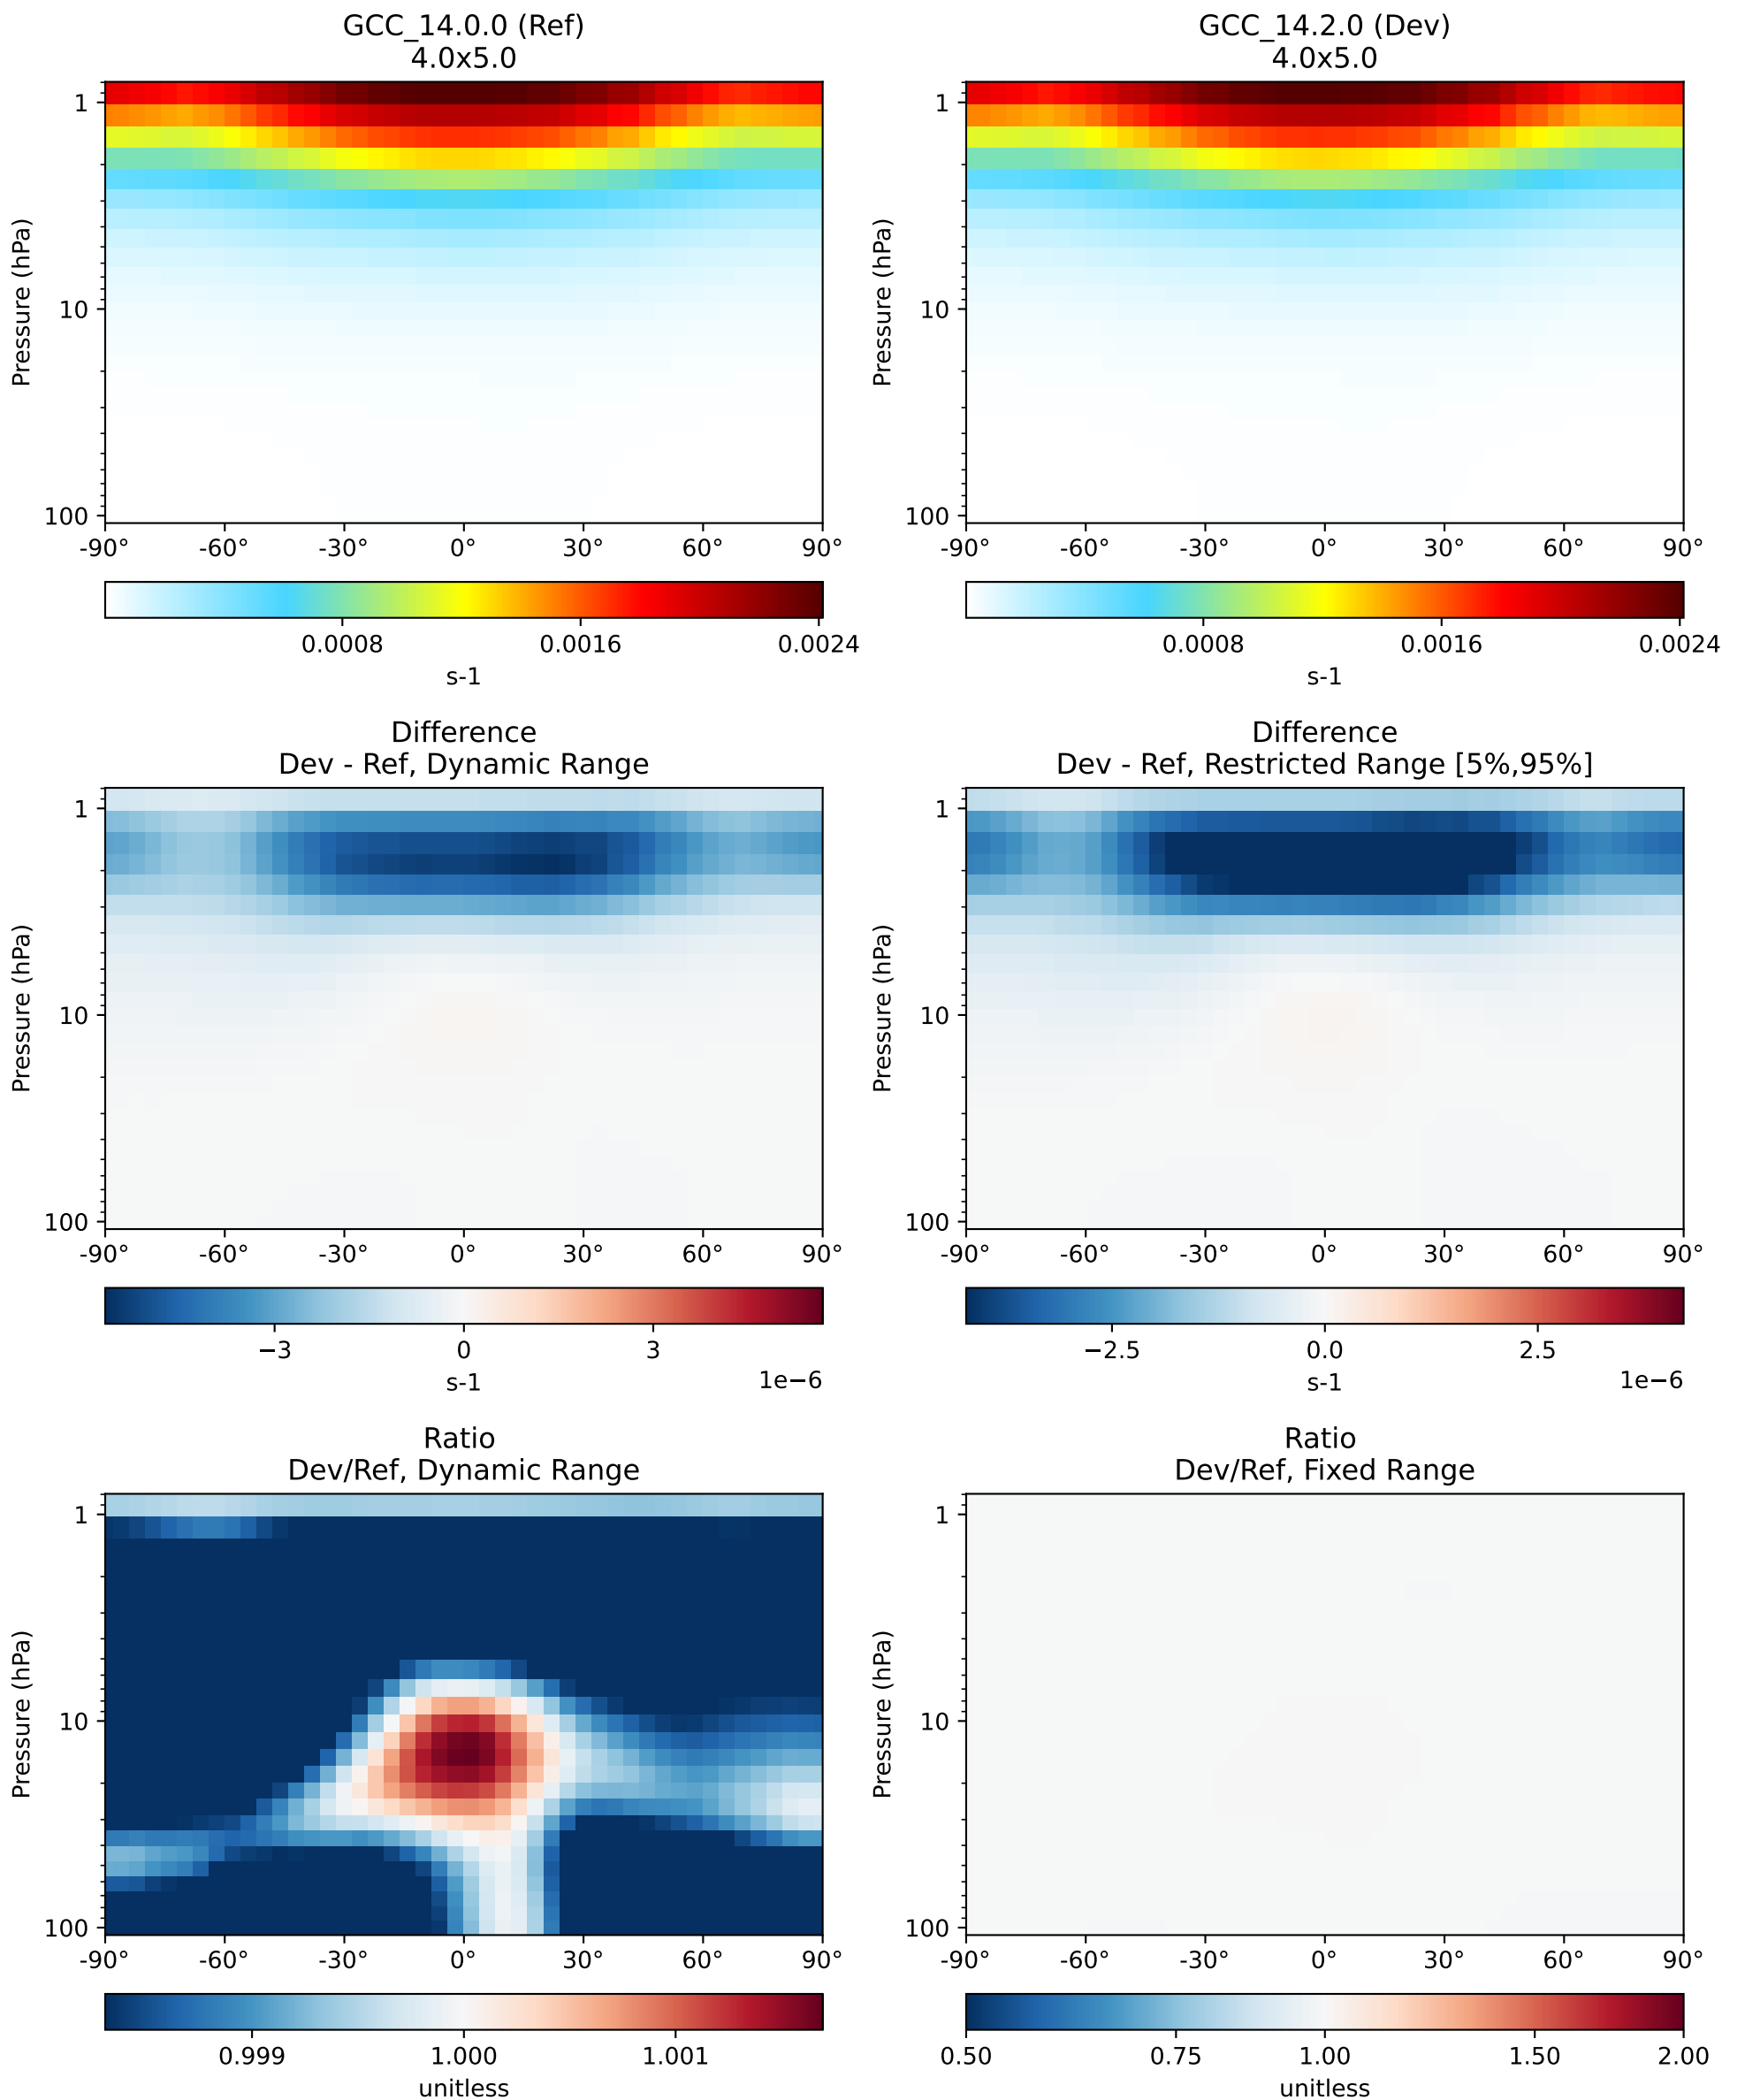 GCC_14.0.0 (Ref)
4.0x5.0
GCC_14.2.0 (Dev)
4.0x5.0
Pressure (hPa)
1
10
100
-90° -60° -30° 0° 30° 60° 90°
0.0008 0.0016 0.0024
s-1
Pressure (hPa)
1
10
100
-90° -60° -30° 0° 30° 60° 90°
0.0008 0.0016 0.0024
s-1
Difference
Dev - Ref, Dynamic Range
Difference
Dev - Ref, Restricted Range [5%,95%]
Pressure (hPa)
1
10
100
-90° -60° -30° 0° 30° 60° 90°
−3 0 3
s-1
1e−6
Pressure (hPa)
1
10
100
-90° -60° -30° 0° 30° 60° 90°
−2.5 0.0 2.5
s-1
1e−6
Ratio
Dev/Ref, Dynamic Range
Ratio
Dev/Ref, Fixed Range
Pressure (hPa)
1
10
100
-90° -60° -30° 0° 30° 60° 90°
0.999 1.000 1.001
unitless
Pressure (hPa)
1
10
100
-90° -60° -30° 0° 30° 60° 90°
0.50 0.75 1.00 1.50 2.00
unitless